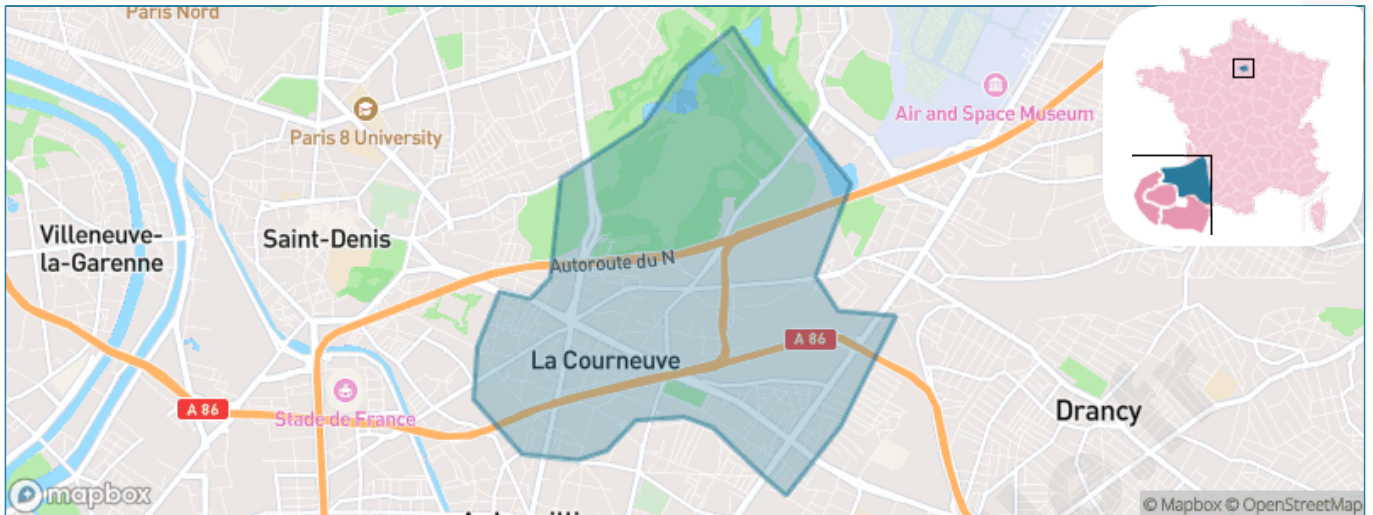 Paris Nord
Paris 8 University
Air and Space Museum
Villeneuve-
la-Garenne
Saint-Denis
Autoroute du N
La Courneuve
A 86
A 86
Stade de France
Drancy
mapbox
© Mapbox © OpenStreetMap